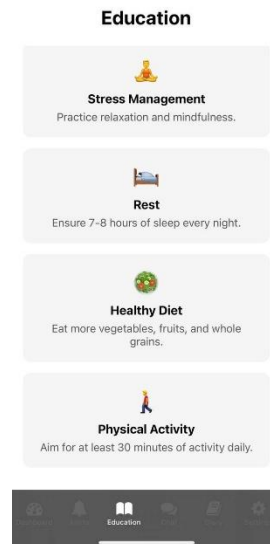 Education
Stress Management
Practice relaxation and mindfulness.
Rest
Ensure 7-8 hours of sleep every night.
Healthy Diet
Eat more vegetables, fruits, and whole
grains.
Physical Activity
Aim for at least 30 minutes of activity daily.
Education